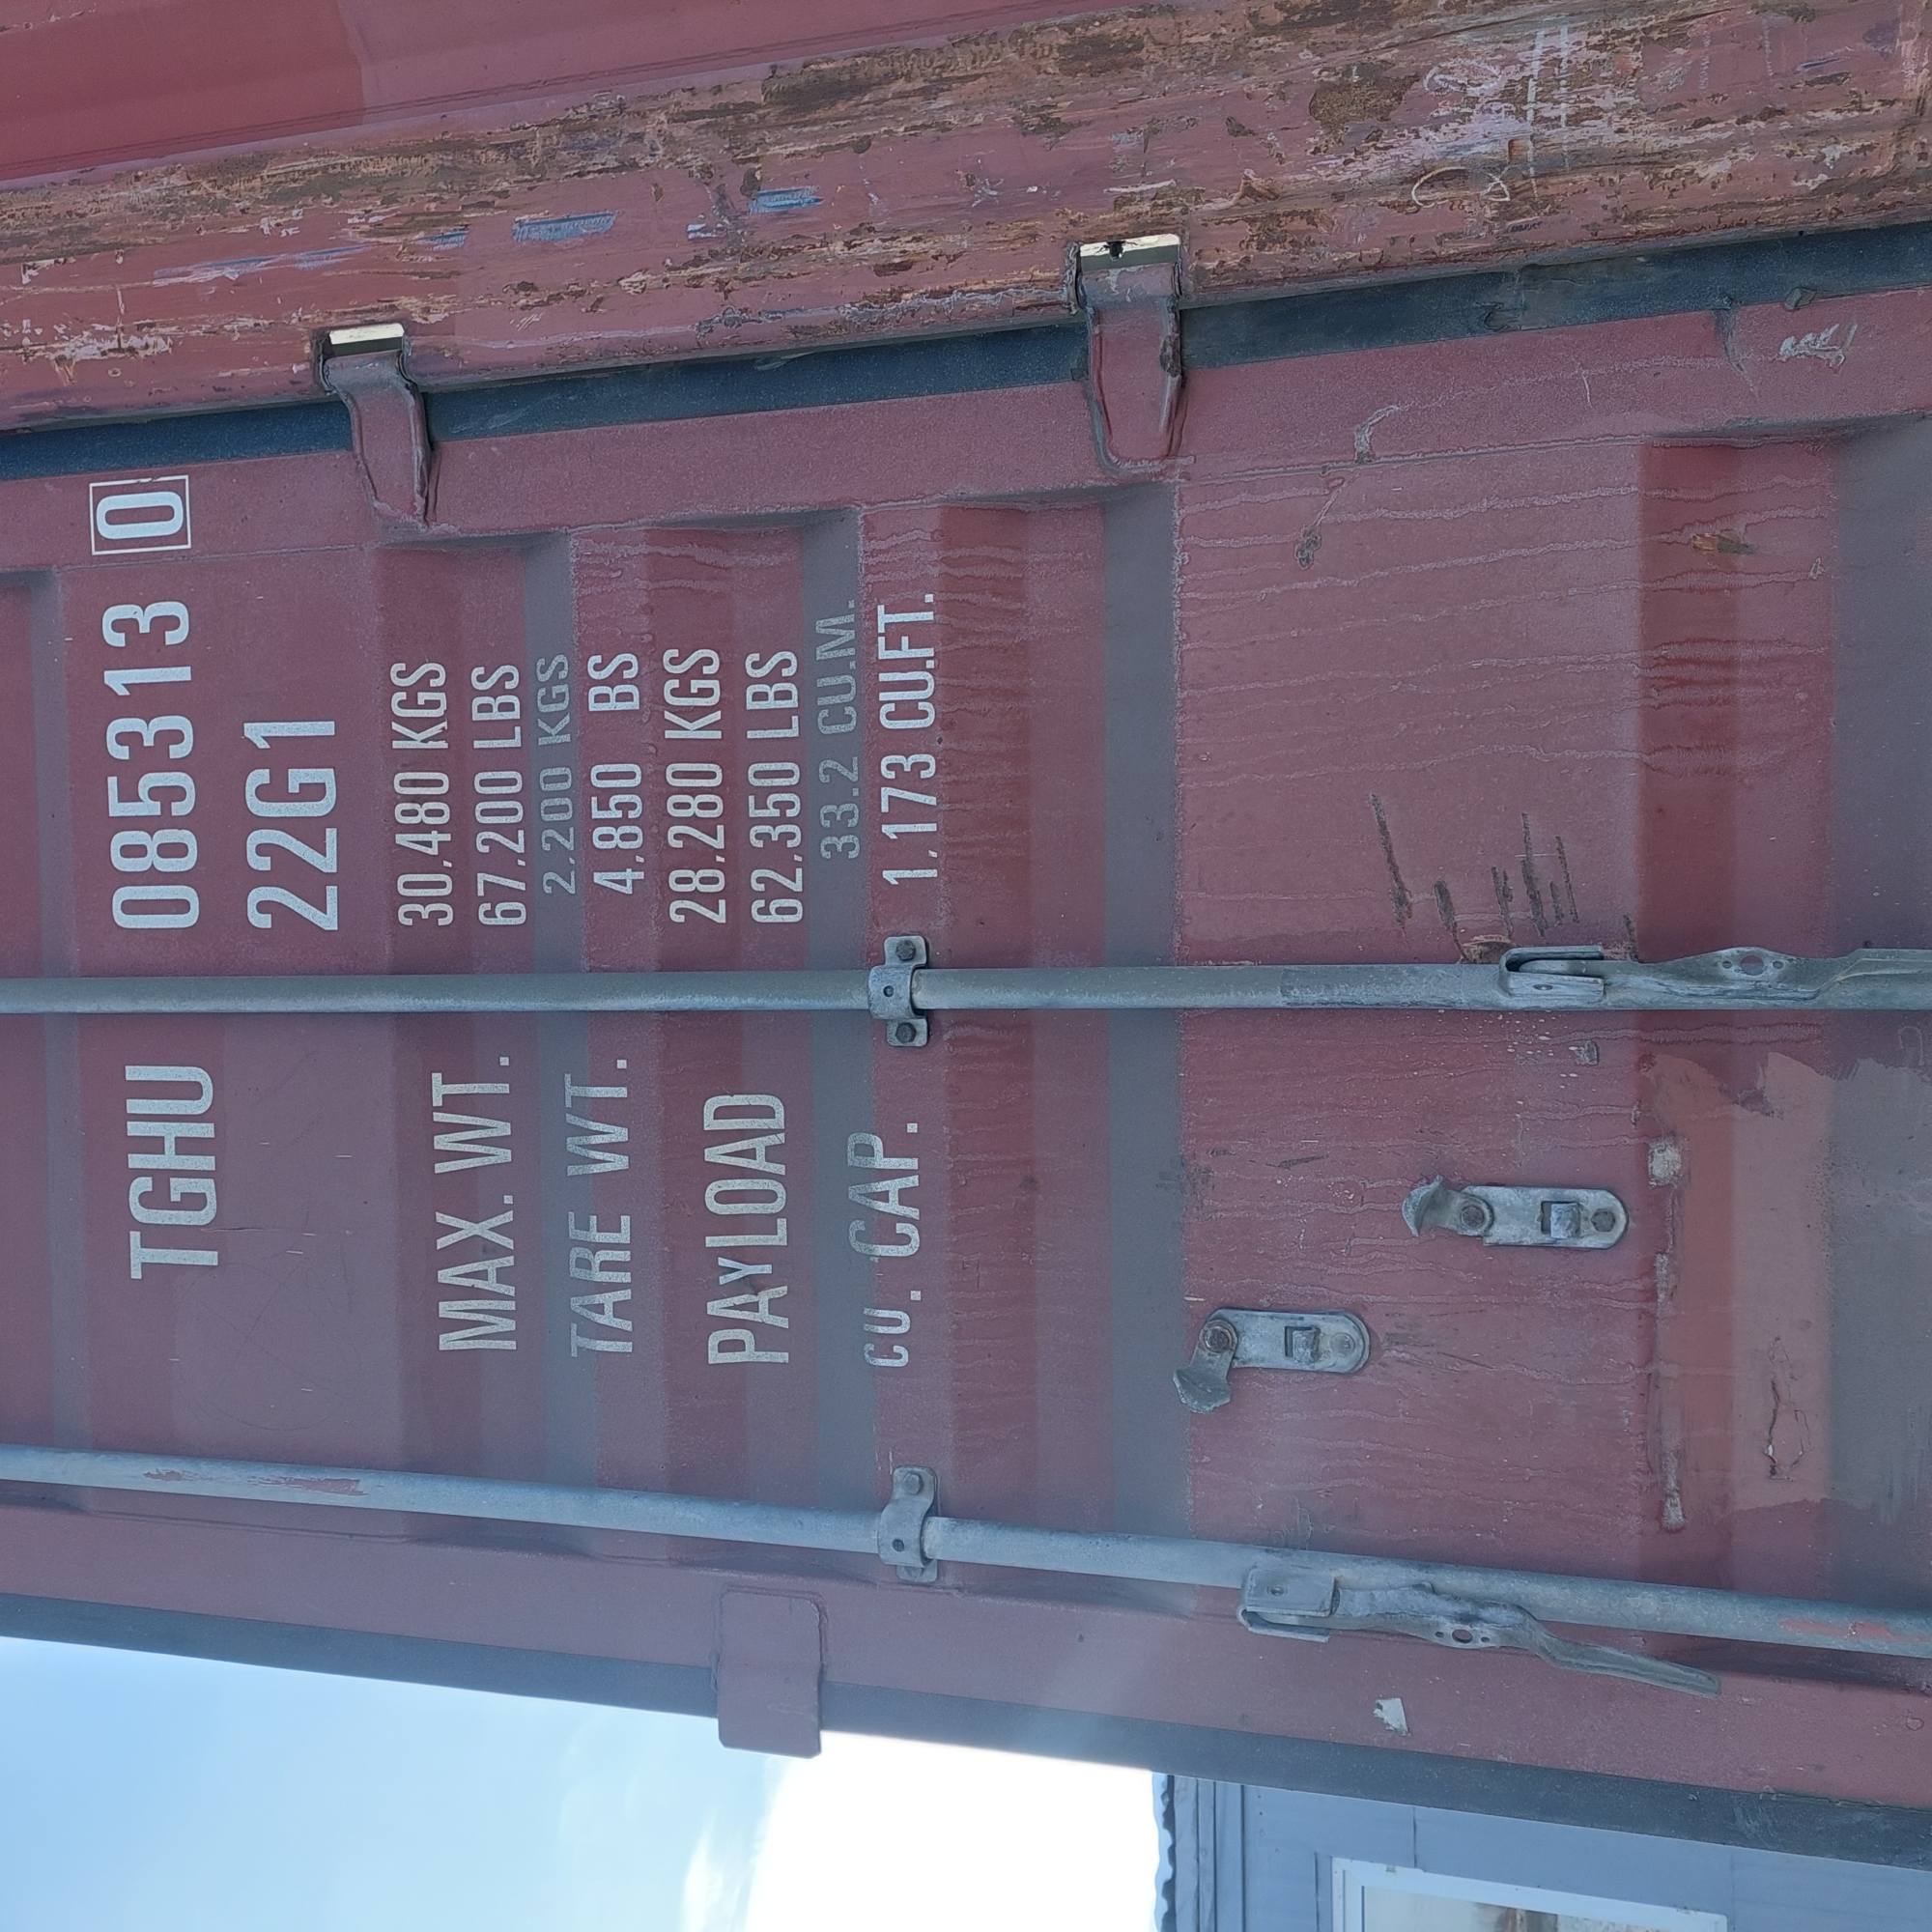 TGHU 085313 0
22G1
MAX. WT. 30,480 KGS
67,200 LBS
TARE WT. 2,200 KGS
4,850 BS
PAYLOAD 28,280 KGS
62,350 LBS
CU. CAP. 33.2 CU.M.
1,173 CU.FT.